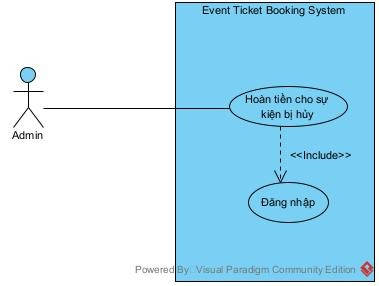 Event Ticket Booking System
Hoàn tiền cho sự
kiện bị hủy
Admin
<<Include>>
Đăng nhập
Powered By Visual Paradigm Community Edition